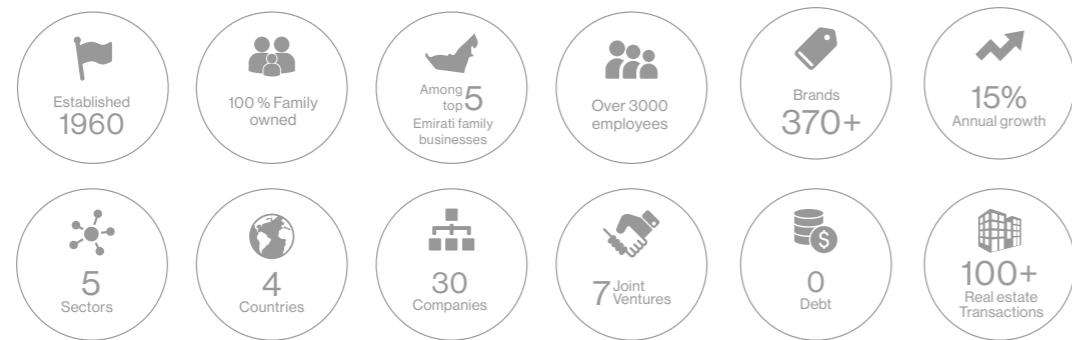 Established
1960
100 % Family
owned
Among
top 5
Emirati family
businesses
Over 3000
employees
Brands
370+
15%
Annual growth
5
Sectors
4
Countries
30
Companies
7 Joint
Ventures
0
Debt
$
100+
Real estate
Transactions